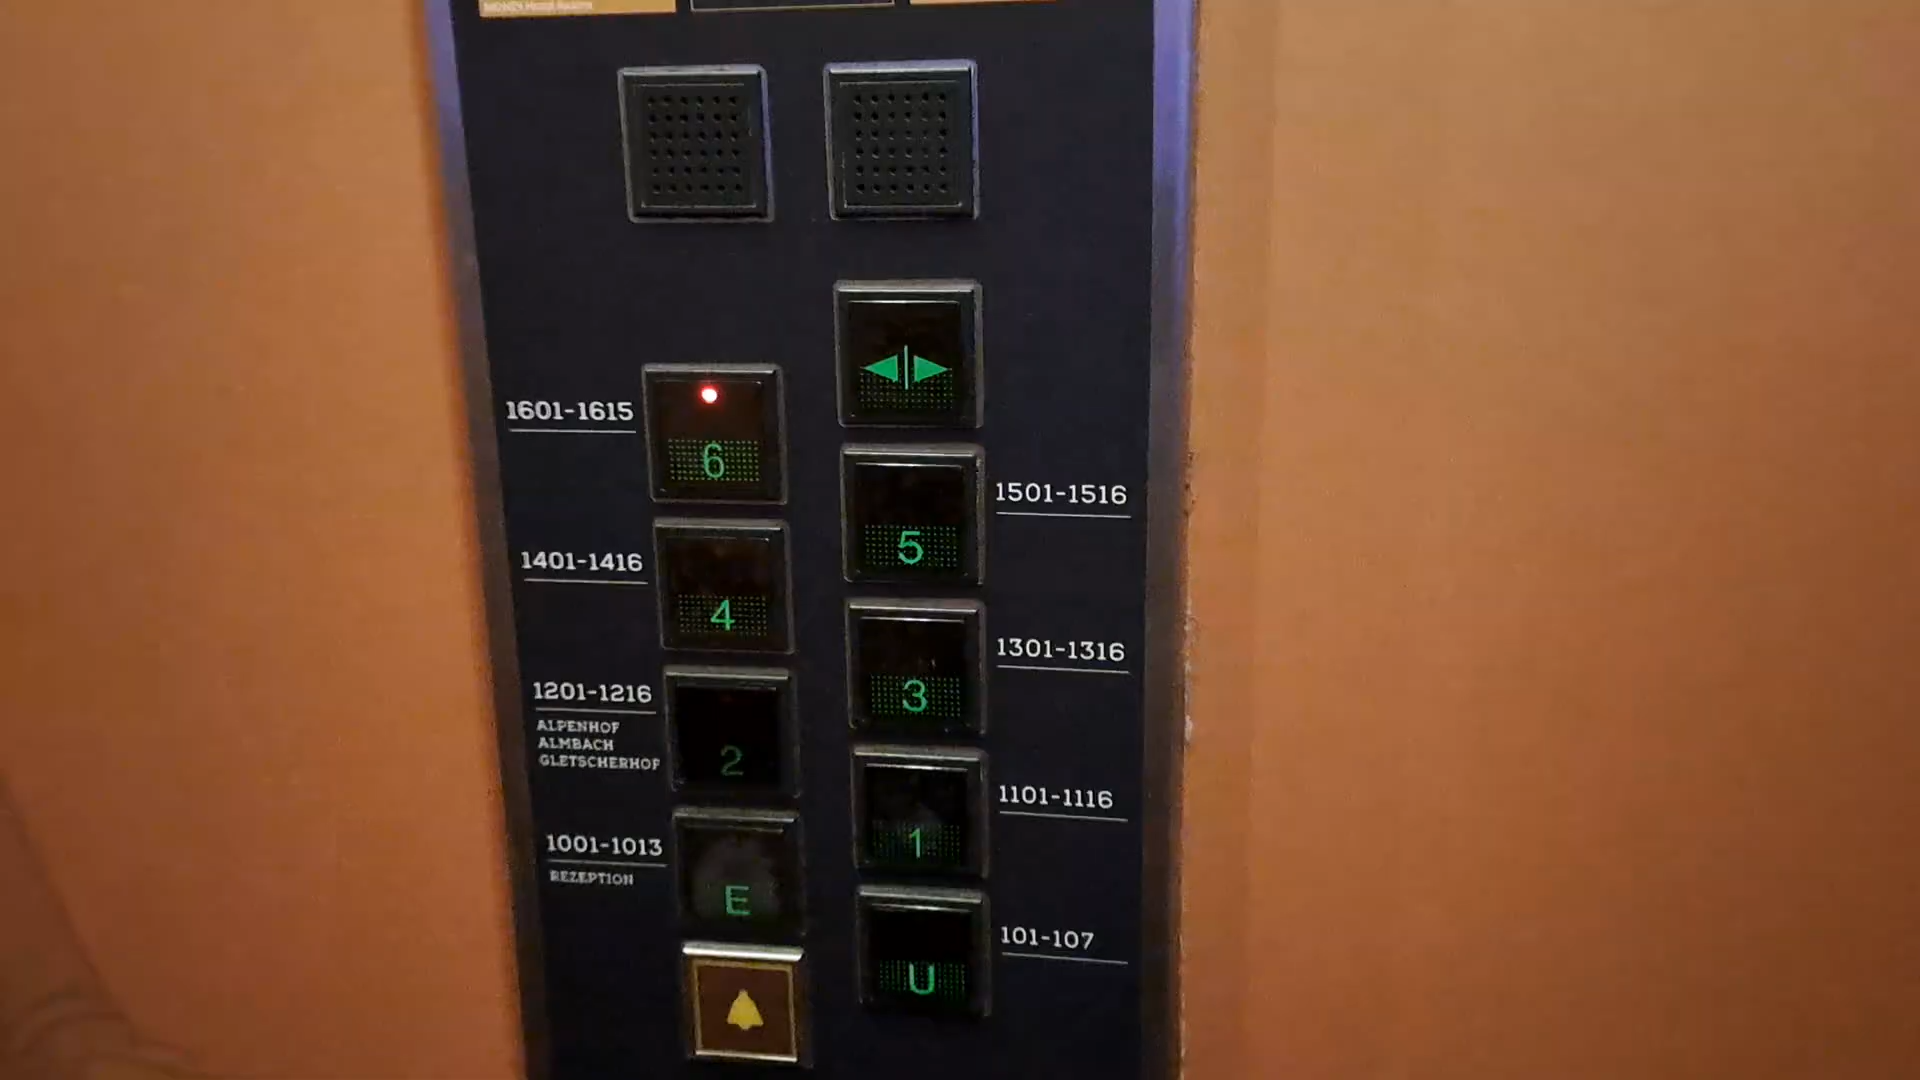 1601-1615
6
1501-1516
5
1401-1416
4
1301-1316
3
1201-1216
ALPENHOF
ALMBACH
GLETSCHERHOF
2
1101-1116
1
1001-1013
REZEPTION
E
101-107
U